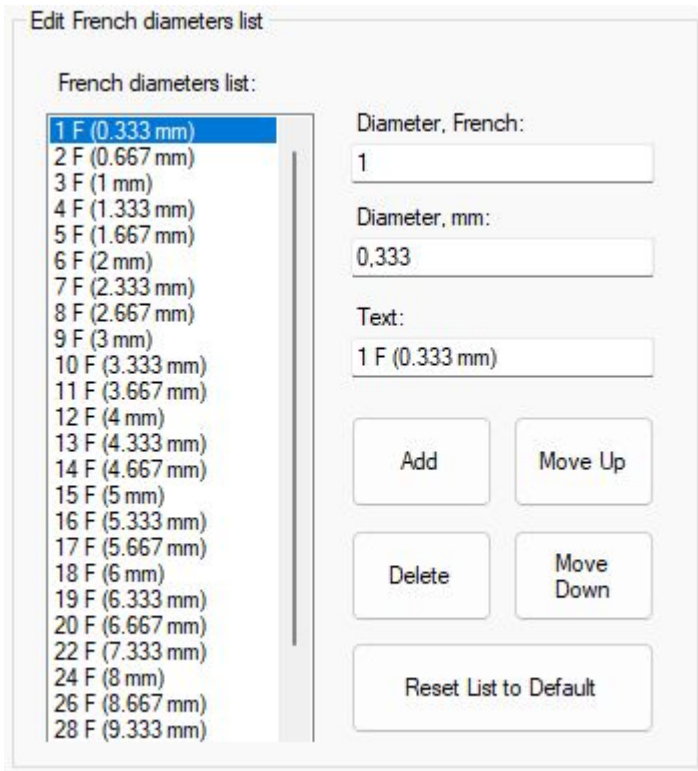 Edit French diameters list
French diameters list:
1 F (0.333 mm)
2 F (0.667 mm)
3 F (1 mm)
4 F (1.333 mm)
5 F (1.667 mm)
6 F (2 mm)
7 F (2.333 mm)
8 F (2.667 mm)
9 F (3 mm)
10 F (3.333 mm)
11 F (3.667 mm)
12 F (4 mm)
13 F (4.333 mm)
14 F (4.667 mm)
15 F (5 mm)
16 F (5.333 mm)
17 F (5.667 mm)
18 F (6 mm)
19 F (6.333 mm)
20 F (6.667 mm)
22 F (7.333 mm)
24 F (8 mm)
26 F (8.667 mm)
28 F (9.333 mm)
Diameter, French:
1
Diameter, mm:
0,333
Text:
1 F (0.333 mm)
Add
Move Up
Delete
Move
Down
Reset List to Default